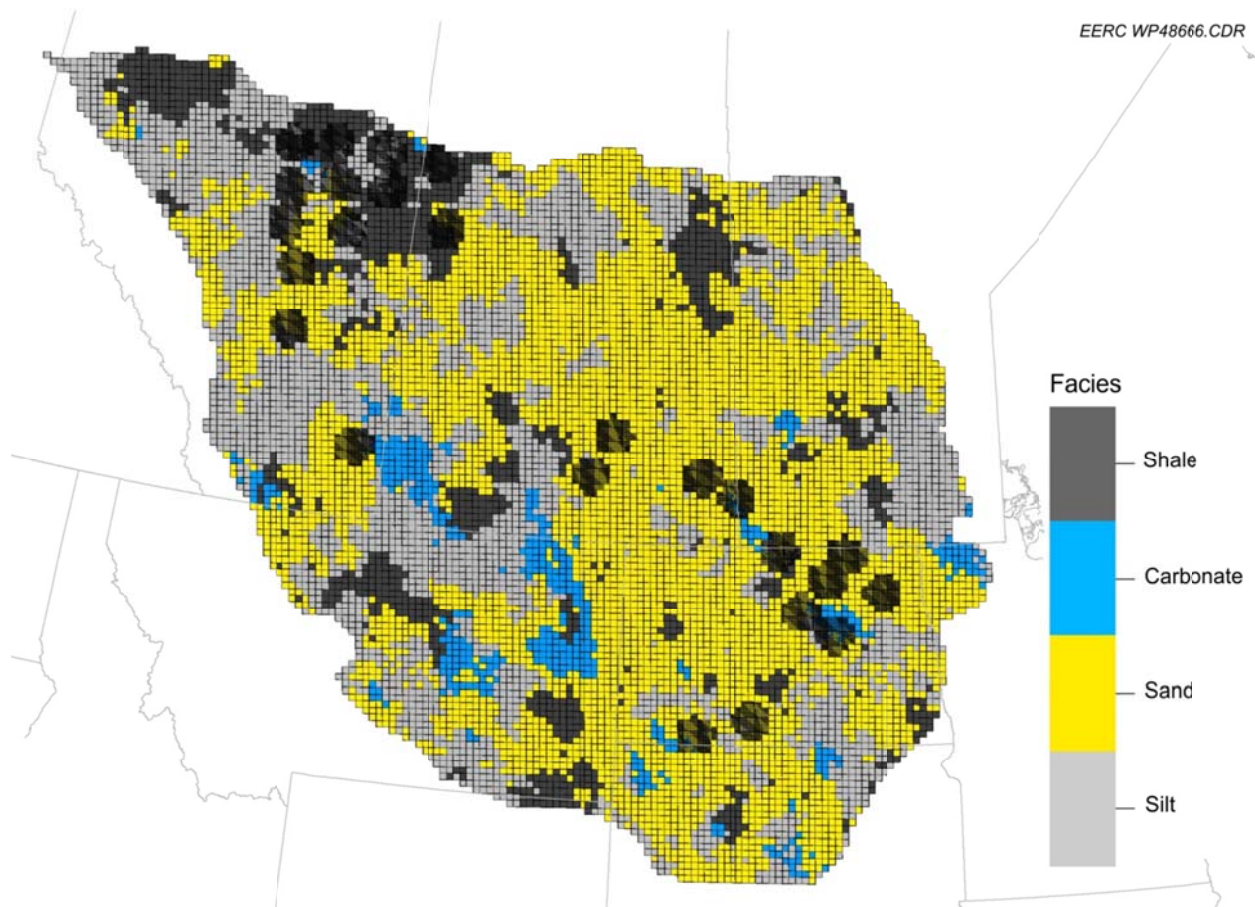 EERC WP48666.CDR
Facies
Shale
Carbonate
Sand
Silt